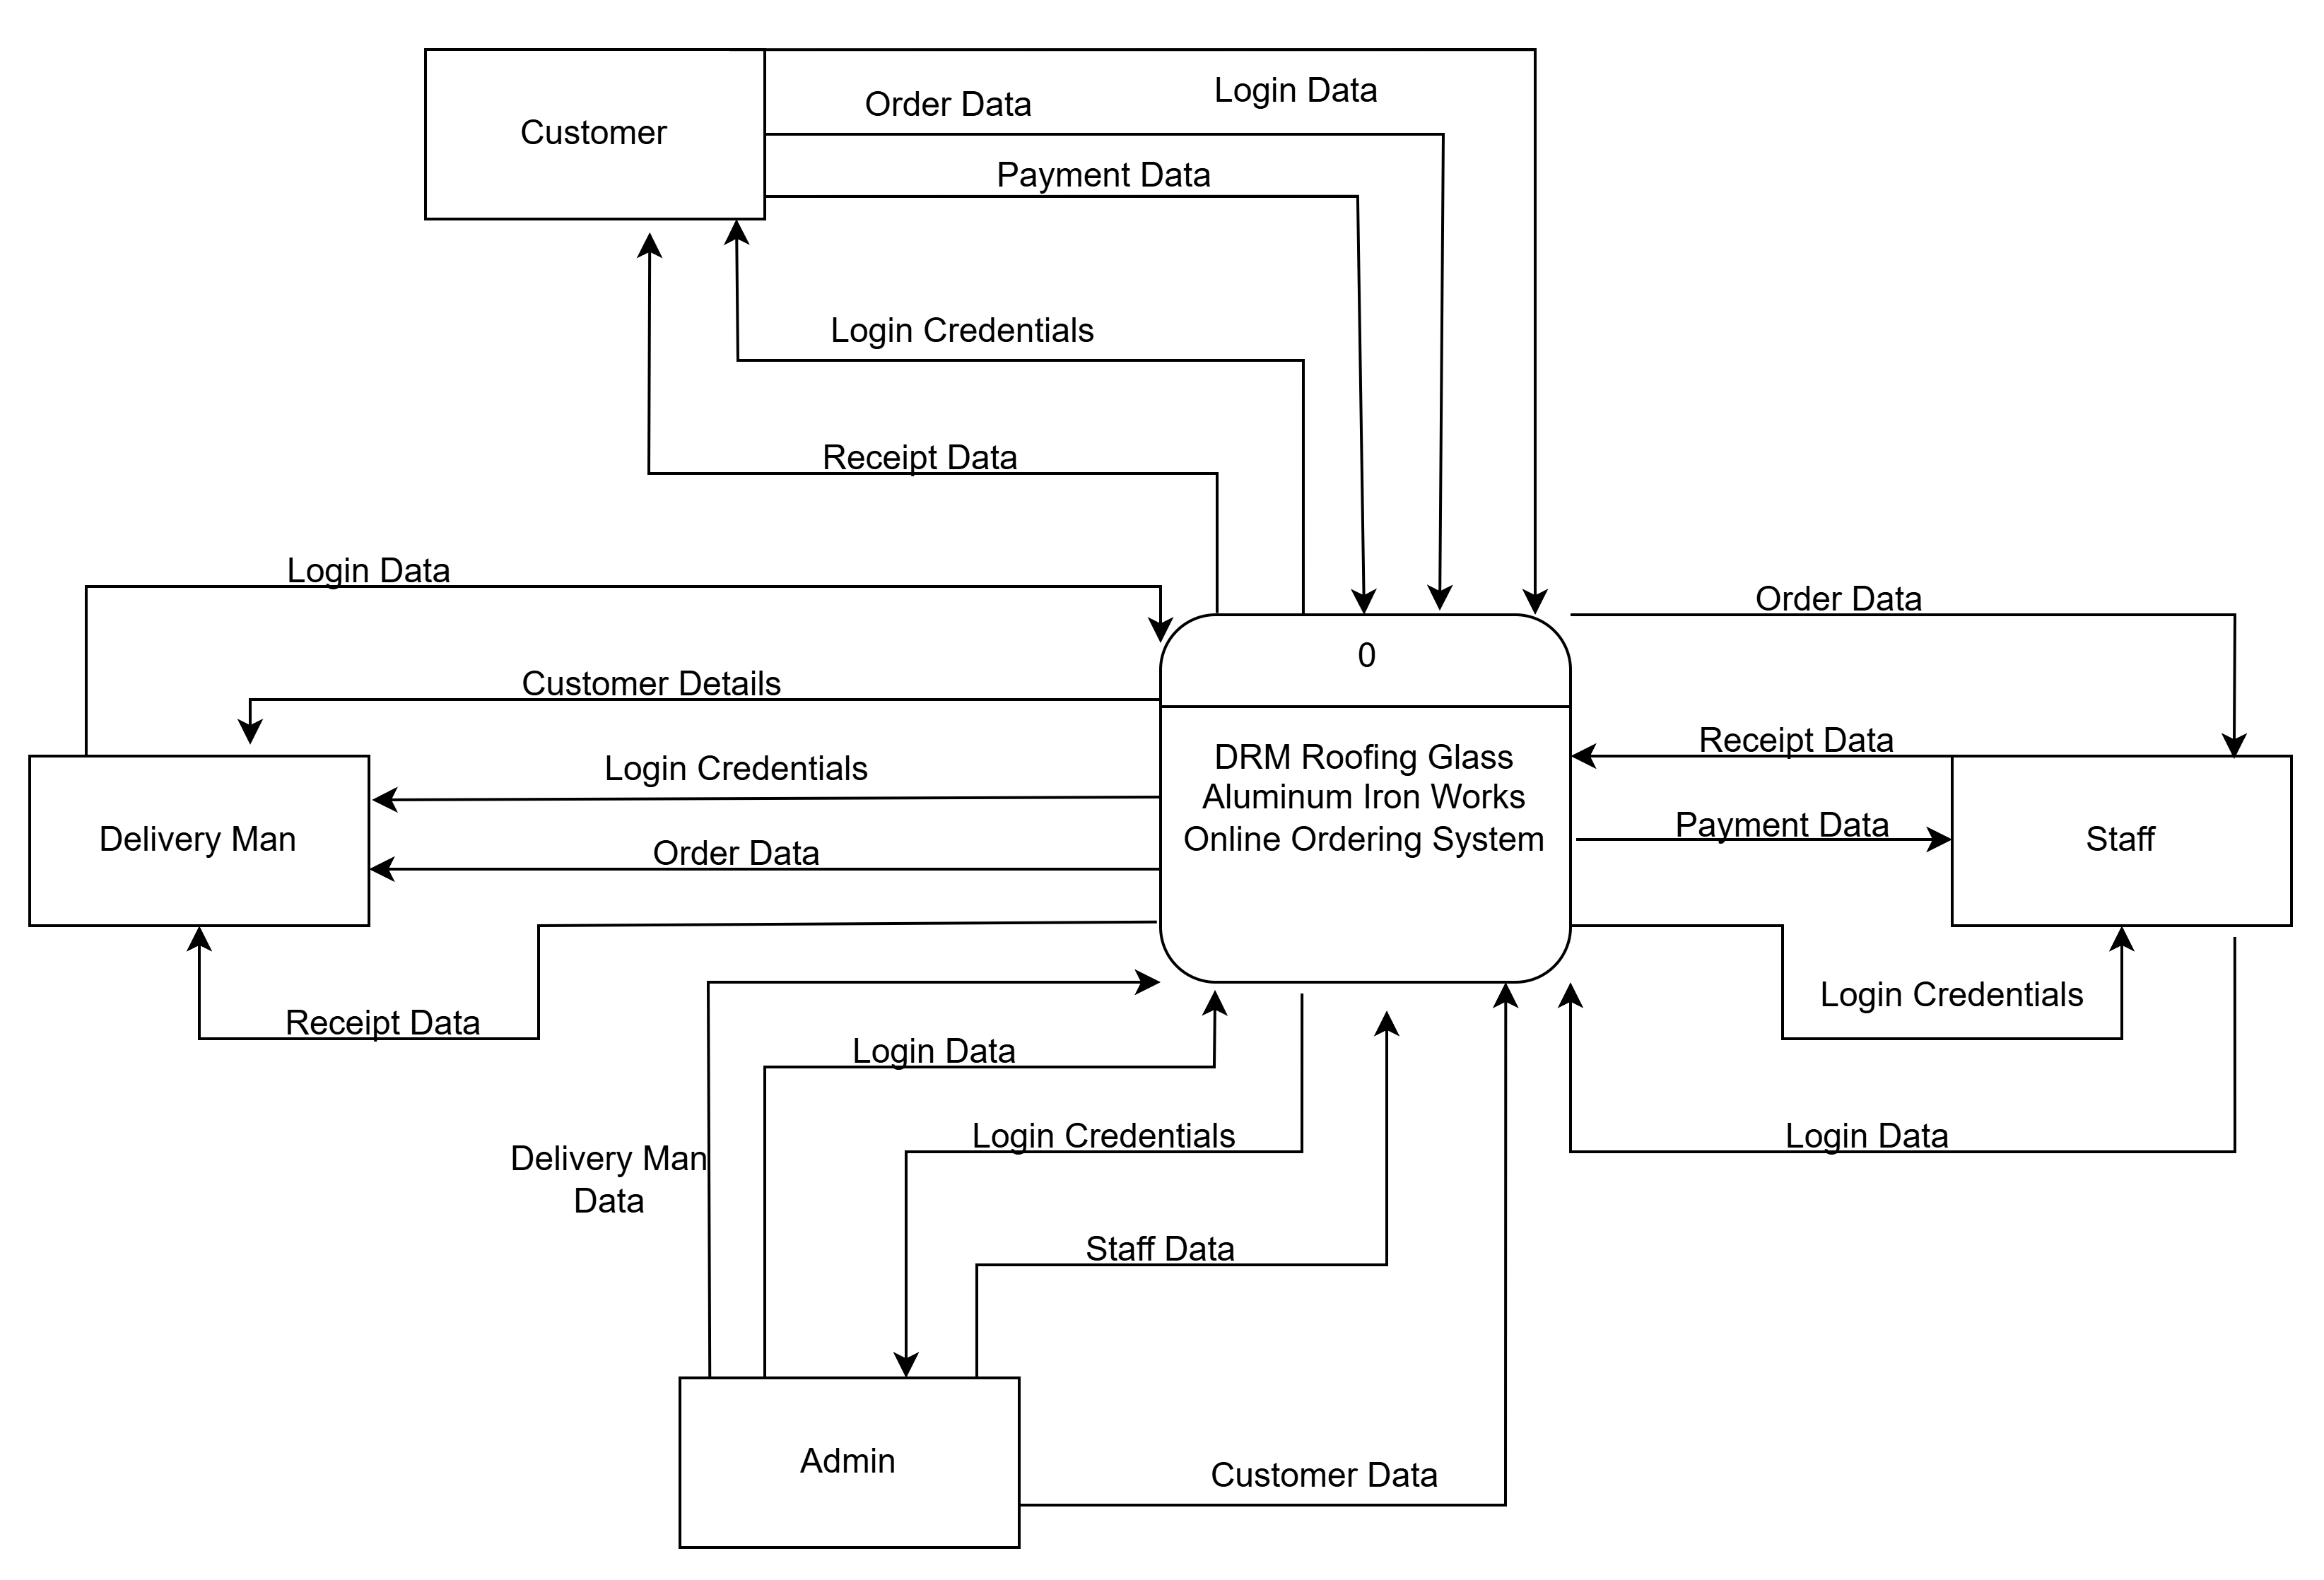 Login Data
Order Data
Customer
Payment Data
Login Credentials
Receipt Data
Login Data
Order Data
0
Customer Details
Receipt Data
DRM Roofing Glass
Aluminum Iron Works
Online Ordering System
Login Credentials
Payment Data
Delivery Man
Staff
Order Data
Login Credentials
Receipt Data
Login Data
Login Credentials
Login Data
Delivery Man
Data
Staff Data
Admin
Customer Data